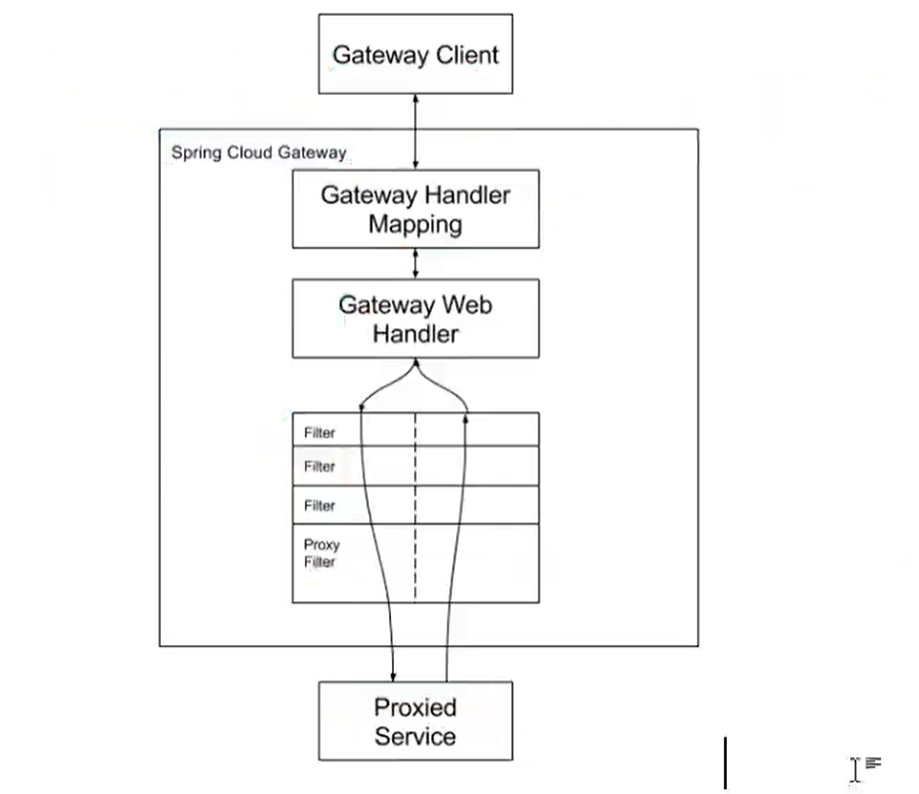 Gateway Client
Spring Cloud Gateway
Gateway Handler
Mapping
Gateway Web
Handler
Filter
Filter
Filter
Proxy
Filter
Proxied
Service